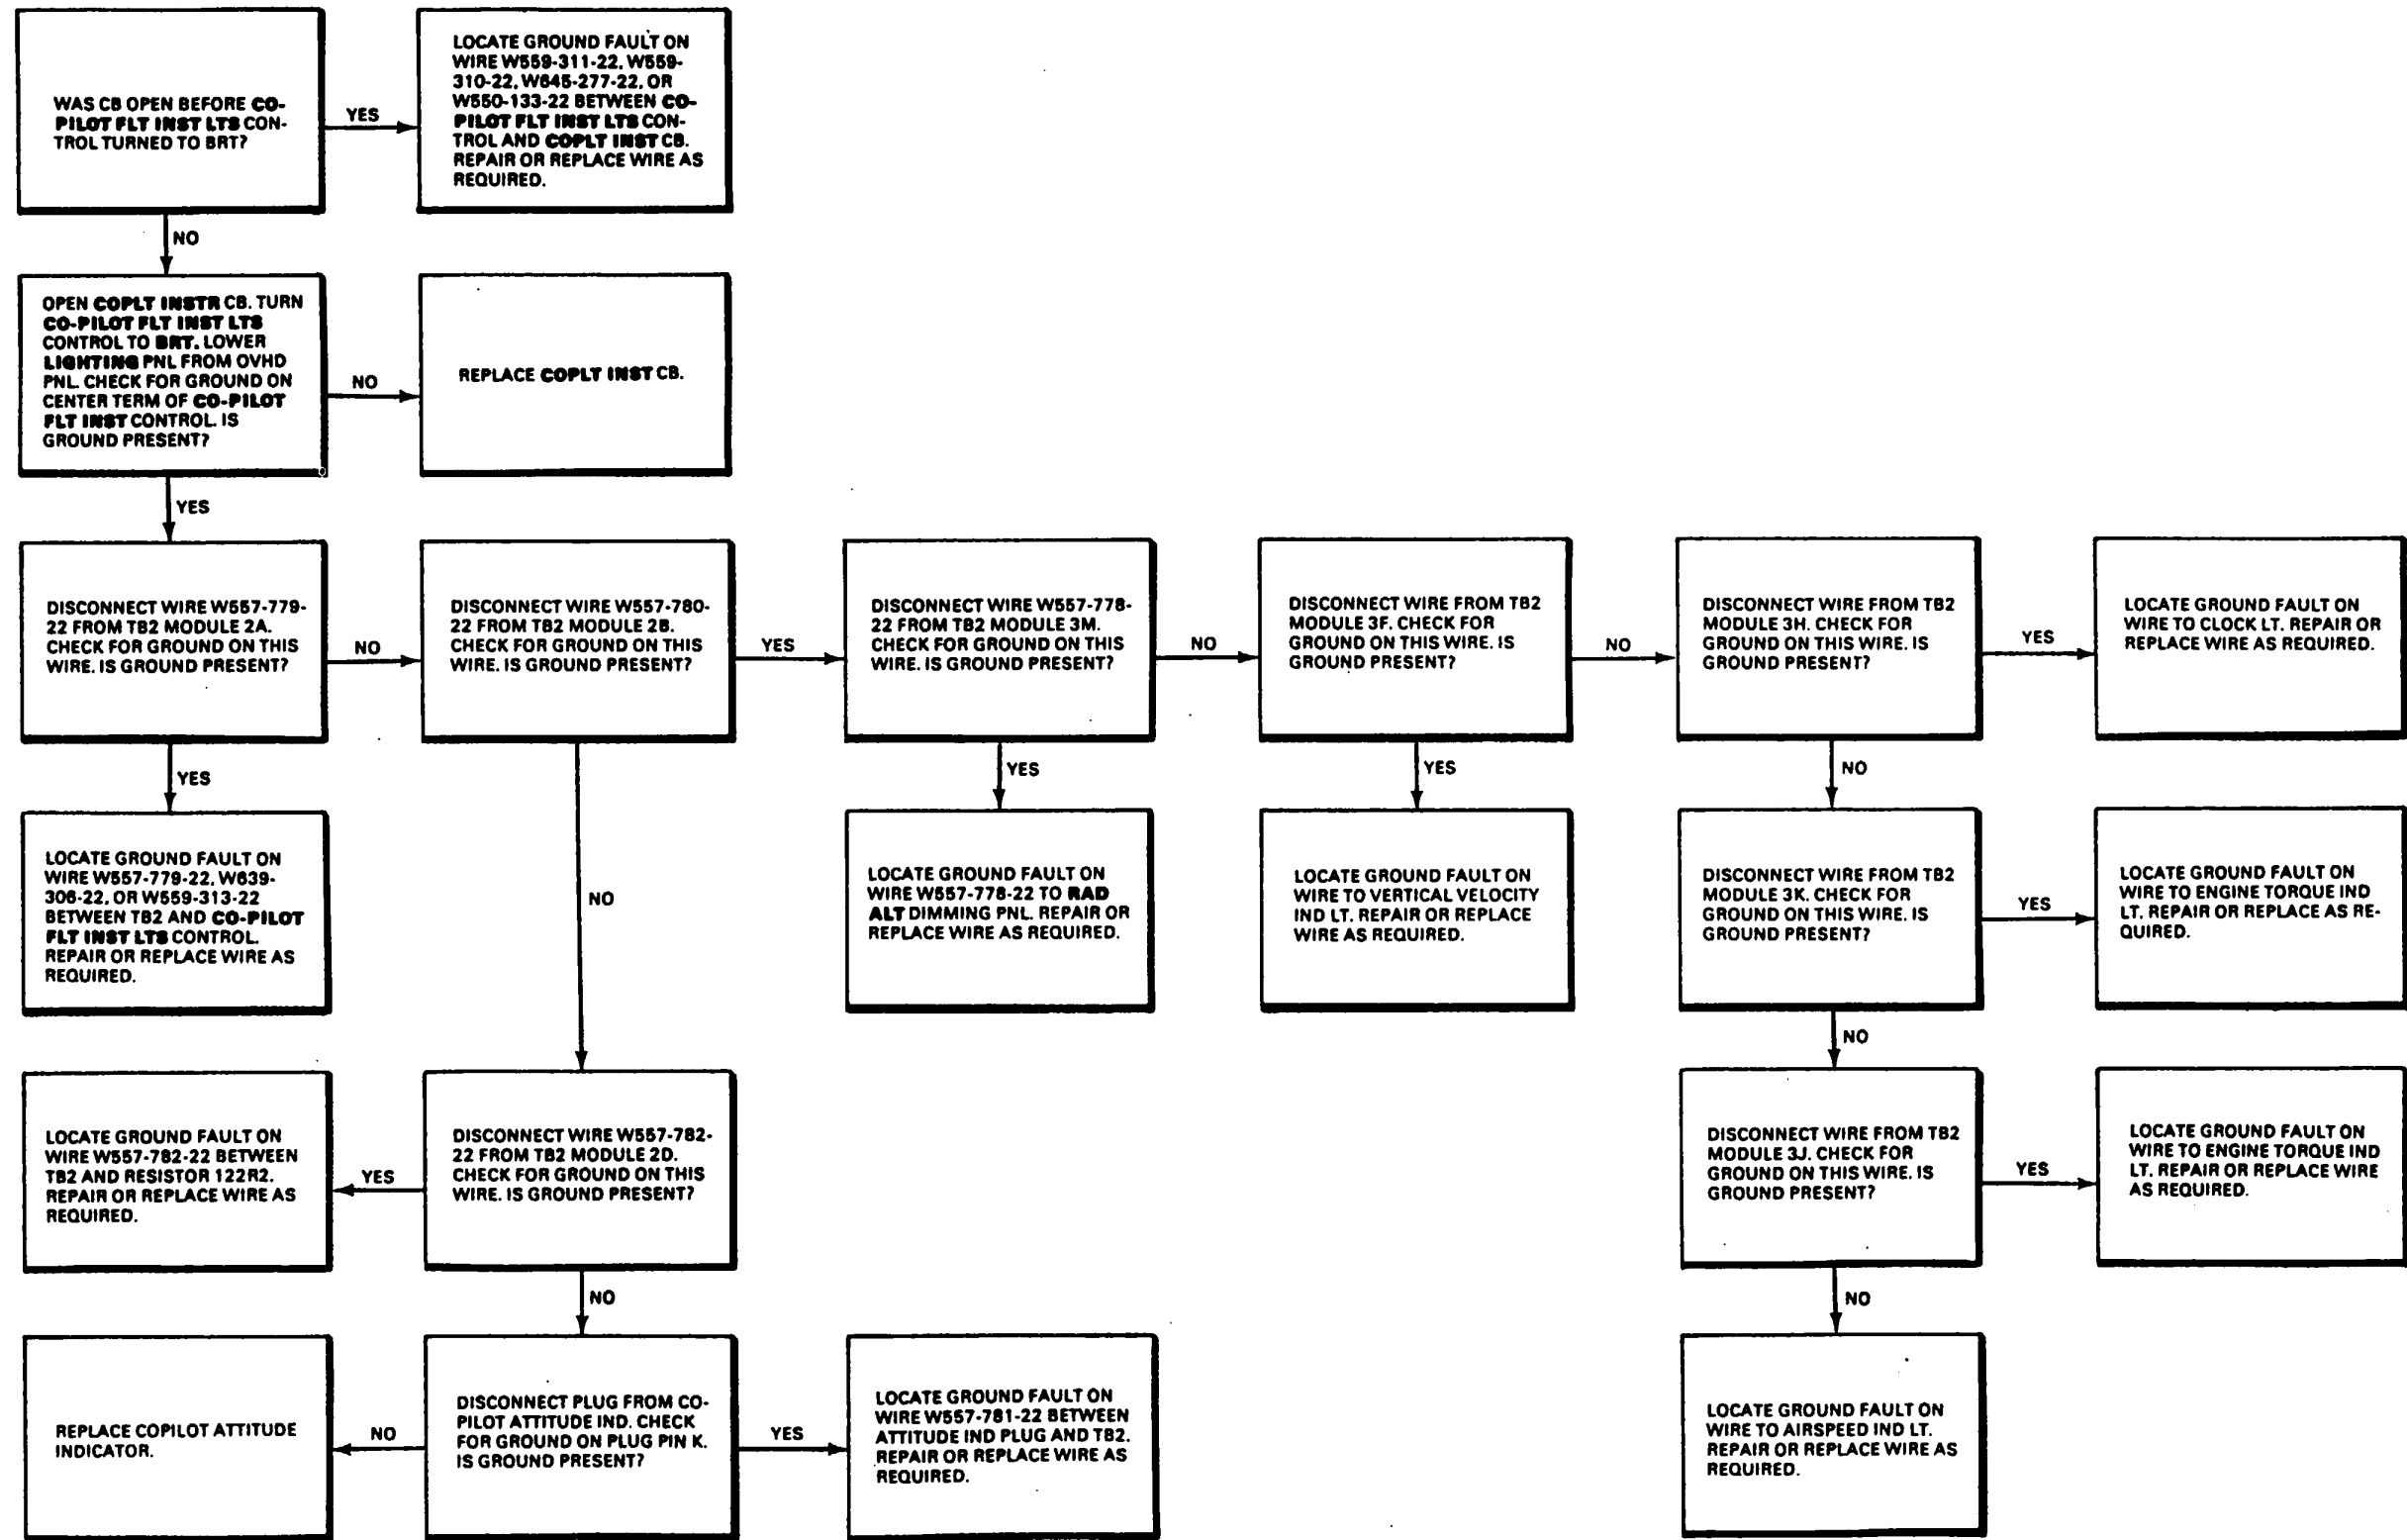 WAS CB OPEN BEFORE CO-
PILOT FLT INST LTS CON-
TROL TURNED TO BRT?
YES
LOCATE GROUND FAULT ON
WIRE W559-311-22, W559-
310-22, W645-277-22, OR
W550-133-22 BETWEEN CO-
PILOT FLT INST LTS CON-
TROL AND COPLT INST CB.
REPAIR OR REPLACE WIRE AS
REQUIRED.
NO
OPEN COPLT INSTR CB. TURN
CO-PILOT FLT INST LTS
CONTROL TO BRT. LOWER
LIGHTING PNL FROM OVHD
PNL. CHECK FOR GROUND ON
CENTER TERM OF CO-PILOT
FLT INST CONTROL. IS
GROUND PRESENT?
NO
REPLACE COPLT INST CB.
YES
DISCONNECT WIRE W557-779-
22 FROM TB2 MODULE 2A.
CHECK FOR GROUND ON THIS
WIRE. IS GROUND PRESENT?
NO
DISCONNECT WIRE W557-780-
22 FROM TB2 MODULE 2B.
CHECK FOR GROUND ON THIS
WIRE. IS GROUND PRESENT?
YES
DISCONNECT WIRE W557-778-
22 FROM TB2 MODULE 3M.
CHECK FOR GROUND ON THIS
WIRE. IS GROUND PRESENT?
NO
DISCONNECT WIRE FROM TB2
MODULE 3F. CHECK FOR
GROUND ON THIS WIRE. IS
GROUND PRESENT?
NO
DISCONNECT WIRE FROM TB2
MODULE 3H. CHECK FOR
GROUND ON THIS WIRE. IS
GROUND PRESENT?
YES
LOCATE GROUND FAULT ON
WIRE TO CLOCK LT. REPAIR OR
REPLACE WIRE AS REQUIRED.
YES
NO
YES
YES
NO
LOCATE GROUND FAULT ON
WIRE W557-779-22, W639-
306-22, OR W559-313-22
BETWEEN TB2 AND CO-PILOT
FLT INST LTS CONTROL.
REPAIR OR REPLACE WIRE AS
REQUIRED.
LOCATE GROUND FAULT ON
WIRE W557-778-22 TO RAD
ALT DIMMING PNL. REPAIR OR
REPLACE WIRE AS REQUIRED.
LOCATE GROUND FAULT ON
WIRE TO VERTICAL VELOCITY
IND LT. REPAIR OR REPLACE
WIRE AS REQUIRED.
DISCONNECT WIRE FROM TB2
MODULE 3K. CHECK FOR
GROUND ON THIS WIRE. IS
GROUND PRESENT?
YES
LOCATE GROUND FAULT ON
WIRE TO ENGINE TORQUE IND
LT. REPAIR OR REPLACE AS RE-
QUIRED.
NO
LOCATE GROUND FAULT ON
WIRE W557-782-22 BETWEEN
TB2 AND RESISTOR 122R2.
REPAIR OR REPLACE WIRE AS
REQUIRED.
YES
DISCONNECT WIRE W557-782-
22 FROM TB2 MODULE 2D.
CHECK FOR GROUND ON THIS
WIRE. IS GROUND PRESENT?
DISCONNECT WIRE FROM TB2
MODULE 3J. CHECK FOR
GROUND ON THIS WIRE. IS
GROUND PRESENT?
YES
LOCATE GROUND FAULT ON
WIRE TO ENGINE TORQUE IND
LT. REPAIR OR REPLACE WIRE
AS REQUIRED.
NO
NO
REPLACE COPILOT ATTITUDE
INDICATOR.
NO
DISCONNECT PLUG FROM CO-
PILOT ATTITUDE IND. CHECK
FOR GROUND ON PLUG PIN K.
IS GROUND PRESENT?
YES
LOCATE GROUND FAULT ON
WIRE W557-781-22 BETWEEN
ATTITUDE IND PLUG AND TB2.
REPAIR OR REPLACE WIRE AS
REQUIRED.
LOCATE GROUND FAULT ON
WIRE TO AIRSPEED IND LT.
REPAIR OR REPLACE WIRE AS
REQUIRED.